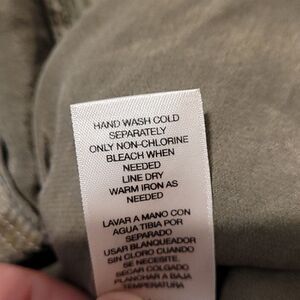 HAND WASH COLD
SEPARATELY
ONLY NON-CHLORINE
BLEACH WHEN
NEEDED
LINE DRY
WARM IRON AS
NEEDED
LAVAR A MANO CON
AGUA TIBIA POR
SEPARADO
USAR BLANQUEADOR
SIN CLORO CUANDO
SE NECESITE.
SECAR COLGADO
PLANCHAR A BAJA
TEMPERATURA